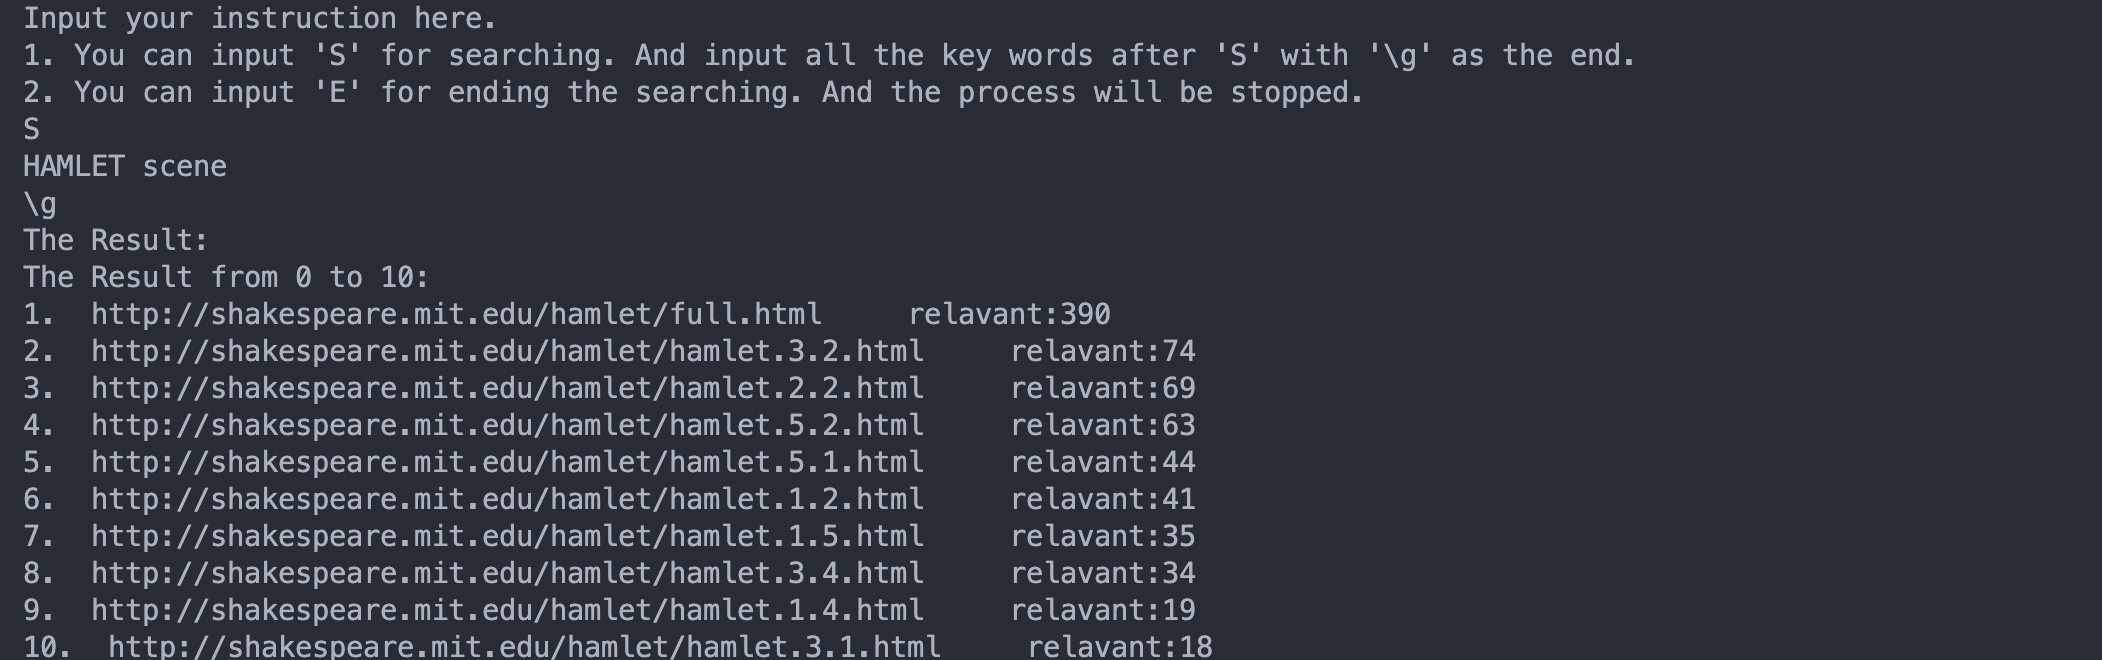 Input your instruction here.
1. You can input 'S' for searching. And input all the key words after 'S' with '\g' as the end.
2. You can input 'E' for ending the searching. And the process will be stopped.
S
HAMLET scene
\g
The Result:
The Result from 0 to 10:
1.  http://shakespeare.mit.edu/hamlet/full.html     relavant:390
2.  http://shakespeare.mit.edu/hamlet/hamlet.3.2.html     relavant:74
3.  http://shakespeare.mit.edu/hamlet/hamlet.2.2.html     relavant:69
4.  http://shakespeare.mit.edu/hamlet/hamlet.5.2.html     relavant:63
5.  http://shakespeare.mit.edu/hamlet/hamlet.5.1.html     relavant:44
6.  http://shakespeare.mit.edu/hamlet/hamlet.1.2.html     relavant:41
7.  http://shakespeare.mit.edu/hamlet/hamlet.1.5.html     relavant:35
8.  http://shakespeare.mit.edu/hamlet/hamlet.3.4.html     relavant:34
9.  http://shakespeare.mit.edu/hamlet/hamlet.1.4.html     relavant:19
10.  http://shakespeare.mit.edu/hamlet/hamlet.3.1.html     relavant:18